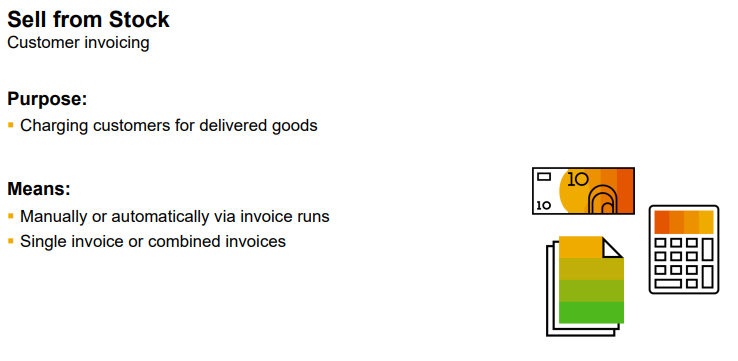 Sell from Stock
Customer invoicing
Purpose:
Charging customers for delivered goods
Means:
Manually or automatically via invoice runs
Single invoice or combined invoices
10
10